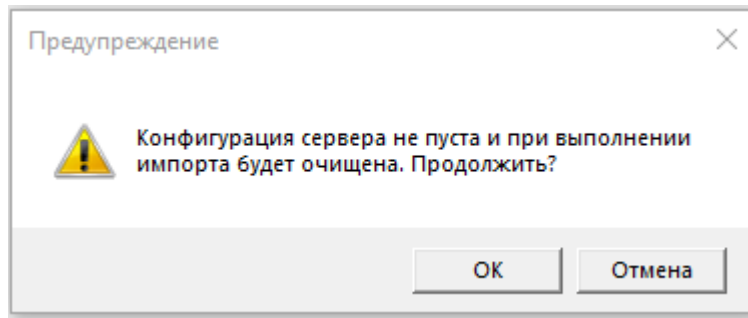 Предупреждение
Конфигурация сервера не пуста и при выполнении
импорта будет очищена. Продолжить?
ОК
Отмена